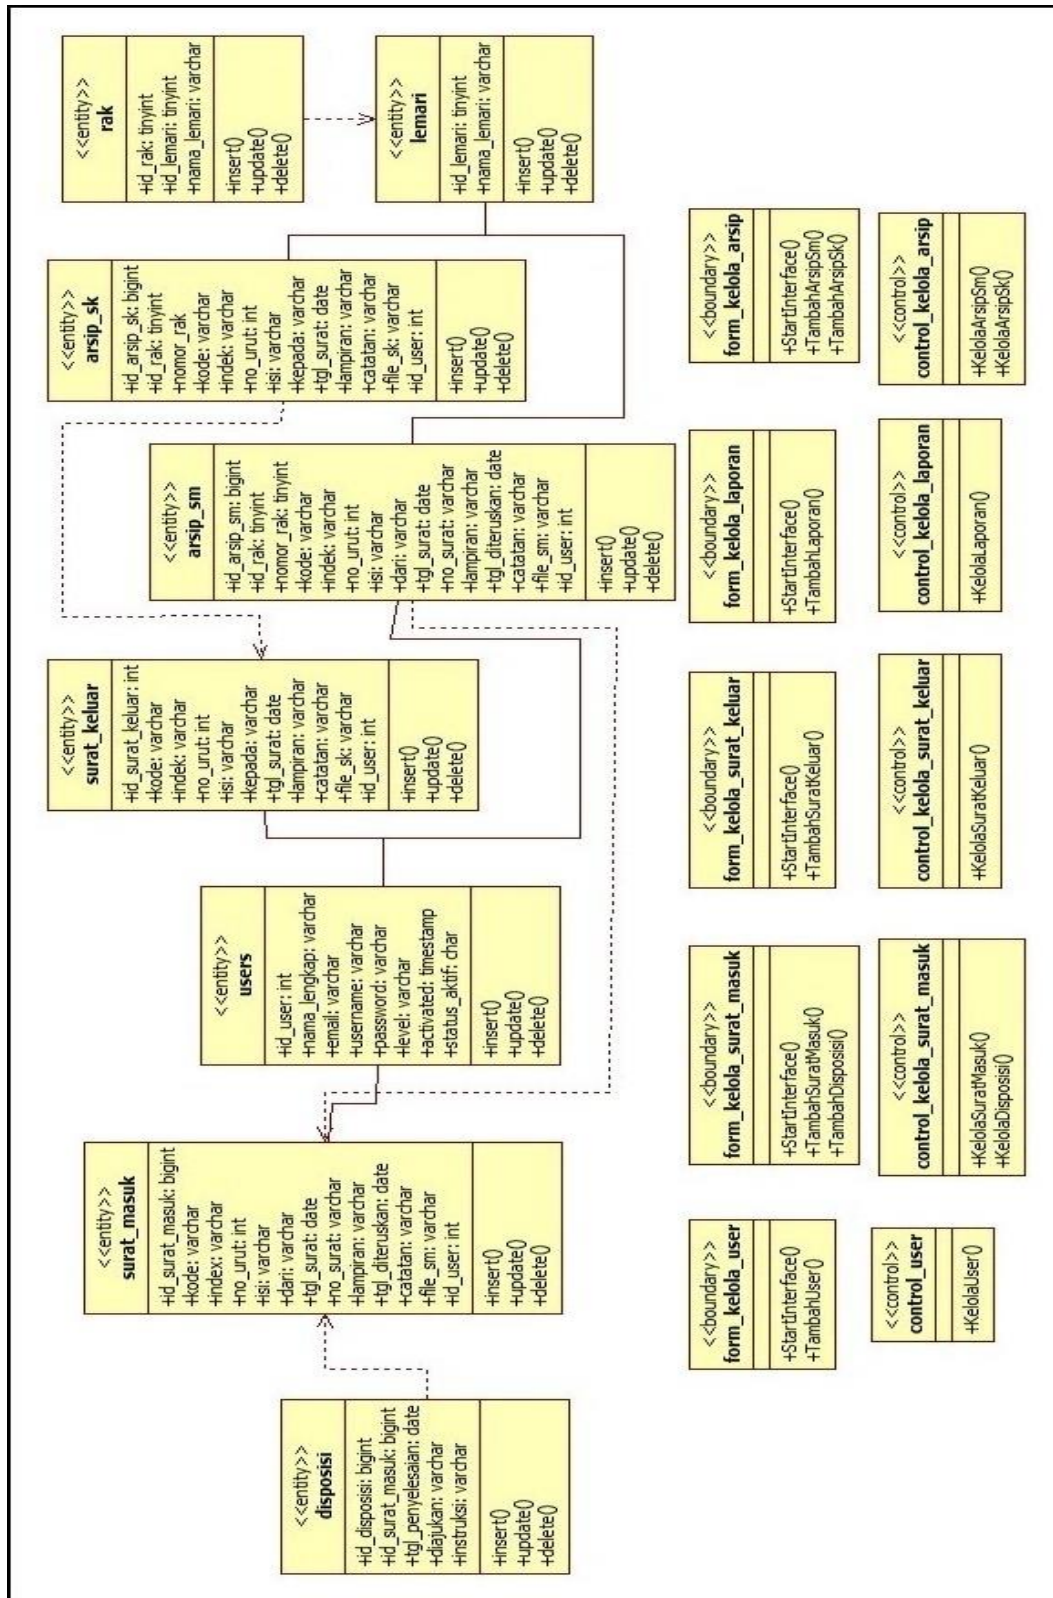 <<entity>>
disposisi
+id_disposisi: bigint
+id_surat_masuk: bigint
+tgl_penyelesaian: date
+diajukan: varchar
+instruksi: varchar
+insert()
+update()
+delete()
<<entity>>
surat_masuk
+id_surat_masuk: bigint
+kode: varchar
+index: varchar
+no_urut: int
+isi: varchar
+dari: varchar
+tgl_surat: date
+no_surat: varchar
+lampiran: varchar
+tgl_diteruskan: date
+catatan: varchar
+file_sm: varchar
+id_user: int
+insert()
+update()
+delete()
<<entity>>
users
+id_user: int
+nama_lengkap: varchar
+email: varchar
+username: varchar
+password: varchar
+level: varchar
+activated: timestamp
+status_aktif: char
+insert()
+update()
+delete()
<<entity>>
surat_keluar
+id_surat_keluar: int
+kode: varchar
+indek: varchar
+no_urut: int
+isi: varchar
+kepada: varchar
+tgl_surat: date
+lampiran: varchar
+catatan: varchar
+file_sk: varchar
+id_user: int
+insert()
+update()
+delete()
<<entity>>
arsip_sm
+id_arsip_sm: bigint
+id_rak: tinyint
+nomor_rak: tinyint
+kode: varchar
+indek: varchar
+no_urut: int
+isi: varchar
+dari: varchar
+tgl_surat: date
+no_surat: varchar
+lampiran: varchar
+tgl_diteruskan: date
+catatan: varchar
+file_sm: varchar
+id_user: int
+insert()
+update()
+delete()
<<entity>>
arsip_sk
+id_arsip_sk: bigint
+id_rak: tinyint
+nomor_rak
+kode: varchar
+indek: varchar
+no_urut: int
+isi: varchar
+kepada: varchar
+tgl_surat: date
+lampiran: varchar
+catatan: varchar
+file_sk: varchar
+id_user: int
+insert()
+update()
+delete()
<<entity>>
rak
+id_rak: tinyint
+id_lemari: tinyint
+nama_lemari: varchar
+insert()
+update()
+delete()
<<entity>>
lemari
+id_lemari: tinyint
+nama_lemari: varchar
+insert()
+update()
+delete()
<<boundary>>
form_kelola_user
+StartInterface()
+TambahUser()
<<boundary>>
form_kelola_surat_masuk
+StartInterface()
+TambahSuratMasuk()
+TambahDisposisi()
<<boundary>>
form_kelola_surat_keluar
+StartInterface()
+TambahSuratKeluar()
<<boundary>>
form_kelola_laporan
+StartInterface()
+TambahLaporan()
<<boundary>>
form_kelola_arsip
+StartInterface()
+TambahArsipSm()
+TambahArsipSk()
<<control>>
control_user
+KelolaUser()
<<control>>
control_kelola_surat_masuk
+KelolaSuratMasuk()
+KelolaDisposisi()
<<control>>
control_kelola_surat_keluar
+KelolaSuratKeluar()
<<control>>
control_kelola_laporan
+KelolaLaporan()
<<control>>
control_kelola_arsip
+KelolaArsipSm()
+KelolaArsipSk()